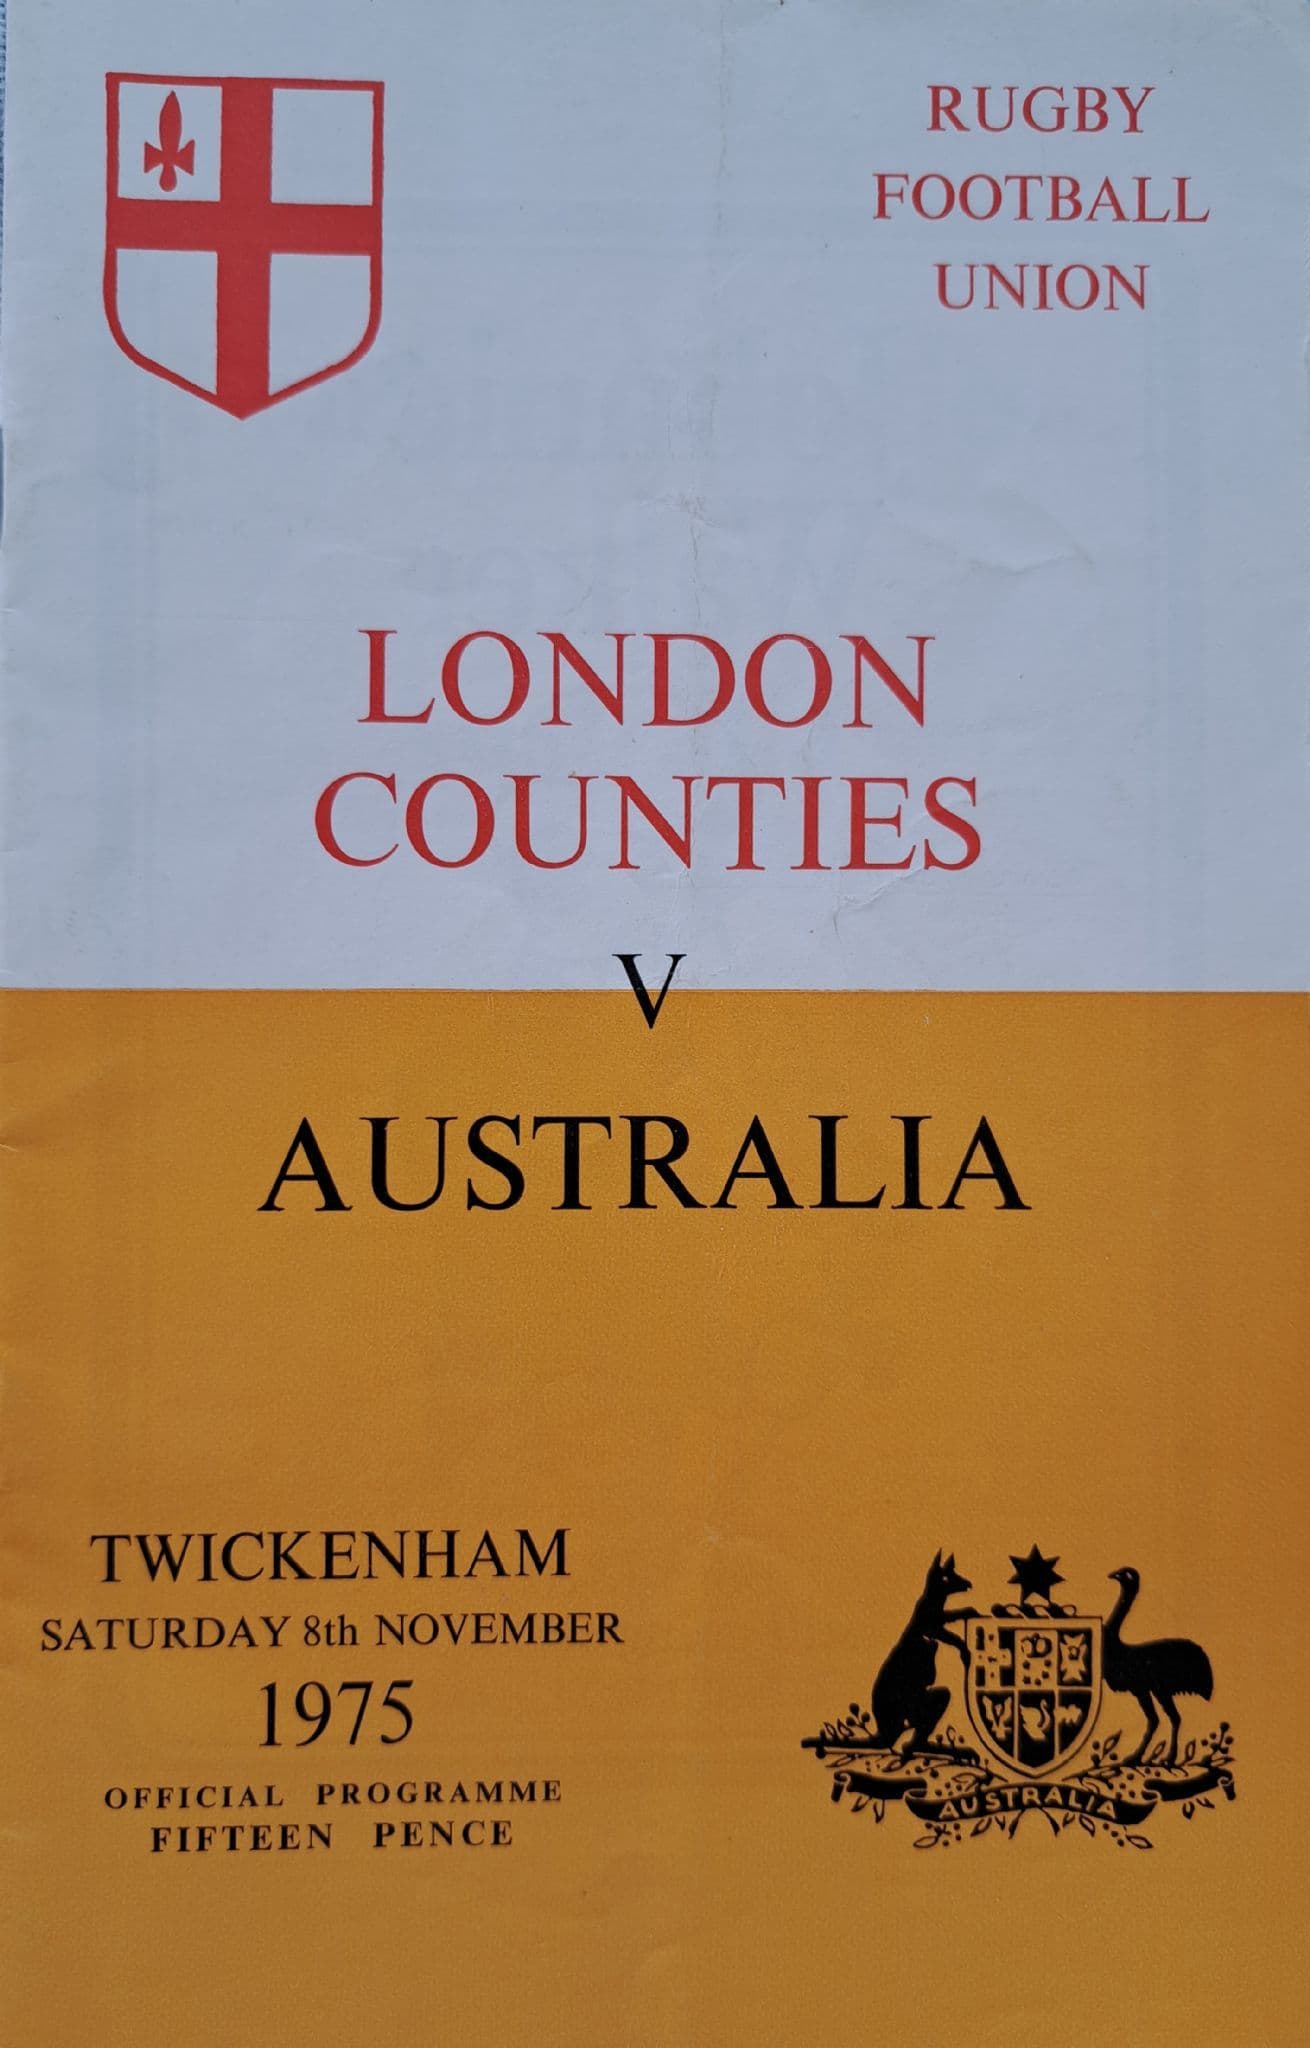 RUGBY
FOOTBALL
UNION
LONDON
COUNTIES
V
AUSTRALIA
TWICKENHAM
SATURDAY 8th NOVEMBER
1975
OFFICIAL PROGRAMME
FIFTEEN PENCE
AUSTRALIA